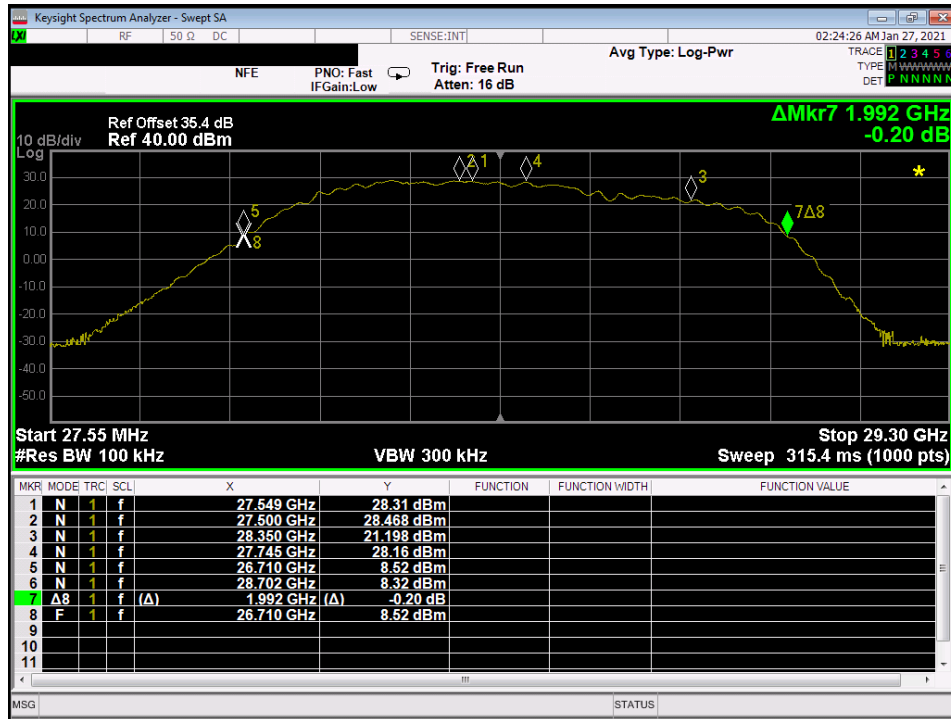 Keysight Spectrum Analyzer - Swept SA
LXI RF 50 Ω DC SENSE:INT 02:24:26 AM Jan 27, 2021
NFE PNO: Fast IFGain:Low Trig: Free Run Atten: 16 dB Avg Type: Log-Pwr
TRACE 1 2 3 4 5 6
TYPE M WWWWW
DET P N N N N N
ΔMkr7 1.992 GHz
-0.20 dB
Ref Offset 35.4 dB
10 dB/div Ref 40.00 dBm
Log
30.0
20.0
10.0
0.00
-10.0
-20.0
-30.0
-40.0
-50.0
2 1 4 3 5 8 7Δ8
*
Start 27.55 MHz Stop 29.30 GHz
#Res BW 100 kHz VBW 300 kHz Sweep 315.4 ms (1000 pts)
MKR MODE TRC SCL X Y FUNCTION FUNCTION WIDTH FUNCTION VALUE
1 N 1 f 27.549 GHz 28.31 dBm
2 N 1 f 27.500 GHz 28.468 dBm
3 N 1 f 28.350 GHz 21.198 dBm
4 N 1 f 27.745 GHz 28.16 dBm
5 N 1 f 26.710 GHz 8.52 dBm
6 N 1 f 28.702 GHz 8.32 dBm
7 Δ8 1 f (Δ) 1.992 GHz (Δ) -0.20 dB
8 F 1 f 26.710 GHz 8.52 dBm
9
10
11
MSG STATUS